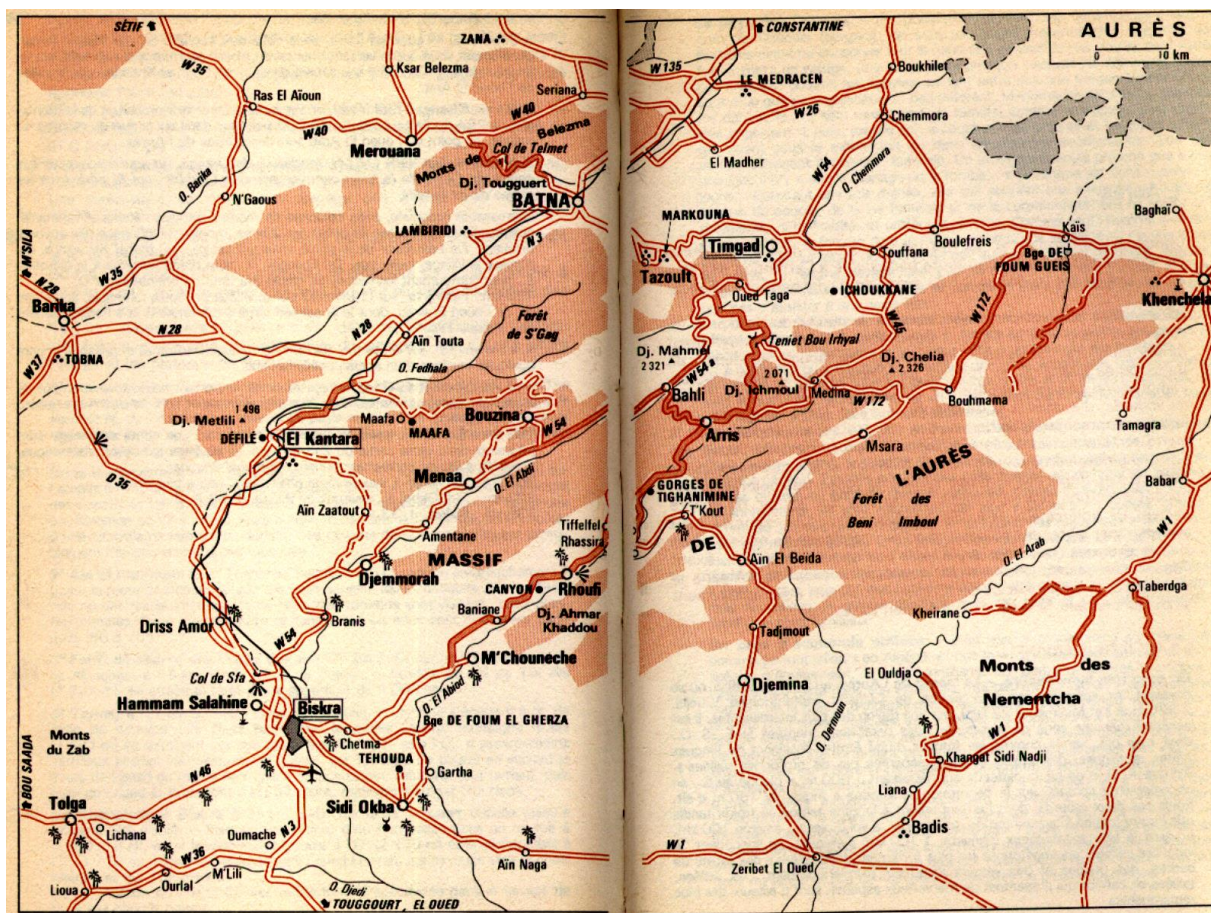 SÉTIF
ZANA
CONSTANTINE
AURÈS
10 km
W 35
Ksar Belezma
W 135
Boukhilet
LE MEDRACEN
Seriana
Ras El Aïoun
W 40
W 26
W 40
Belezma
Chemmora
Merouana
Col de Telmet
El Madher
W 54
O. Chemmora
Monts de
Dj. Tougguert
O. Barika
N'Gaous
BATNA
MARKOUNA
Baghaï
LAMBIRIDI
N 3
Timgad
Boulefreis
Kaïs
M'SILA
Touffana
Bge DE
FOUM GUEIS
W 35
Tazoult
N 28
Oued Taga
ICHOUKKANE
Khenchela
Barika
Forêt
de S'Gag
W 172
N 28
N 28
Aïn Touta
W 45
Teniet Bou Irhyal
TOBNA
Dj. Mahmel
2 321
Dj. Chelia
2 326
W 37
O. Fedhala
W 54 a
2 071
Dj. Ichmoul
Bahli
Medina
W 172
Bouhmama
Dj. Metlili
1 496
Maafa
MAAFA
Bouzina
DÉFILÉ
El Kantara
W 54
Arris
Tamagra
Msara
Menaa
O. El Abdi
L'AURÈS
D 35
GORGES DE
TIGHANIMINE
Babar
Forêt des
Beni Imboul
Aïn Zaatout
T'Kout
W 1
Amentane
Tiffelfel
Rhassira
MASSIF
DE
O. El Arab
Aïn El Beïda
Djemmorah
CANYON
Rhoufi
Taberdga
Baniane
Kheirane
Dj. Ahmar
Khaddou
Driss Amor
Branis
Tadjmout
W 54
M'Chouneche
Monts des
Nementcha
Col de Sfa
El Ouldja
Djemina
O. El Abiod
Hammam Salahine
Biskra
O. Dermoun
Bge DE FOUM EL GHERZA
Monts
du Zab
Chetma
W 1
TEHOUDA
Khangat Sidi Nadji
BOU SAADA
N 46
Gartha
Liana
Tolga
Sidi Okba
Badis
Lichana
Oumache
N 3
W 36
W 1
Aïn Naga
Zeribet El Oued
M'Lili
Ourlal
Lioua
O. Djedi
TOUGGOURT, EL OUED